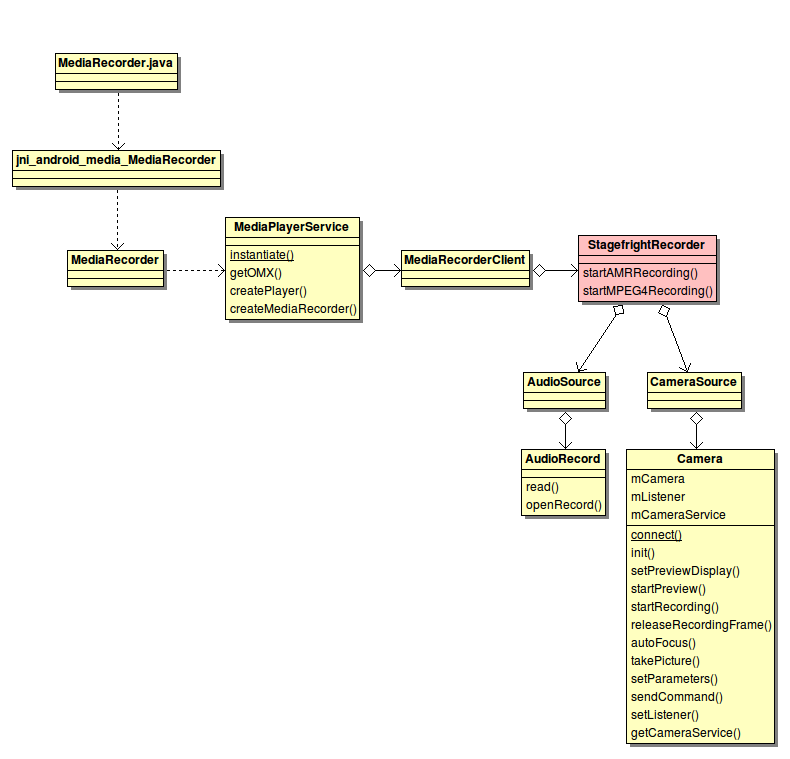 MediaRecorder.java
jni_android_media_MediaRecorder
MediaRecorder
MediaPlayerService
instantiate()
getOMX()
createPlayer()
createMediaRecorder()
MediaRecorderClient
StagefrightRecorder
startAMRRecording()
startMPEG4Recording()
AudioSource
CameraSource
AudioRecord
read()
openRecord()
Camera
mCamera
mListener
mCameraService
connect()
init()
setPreviewDisplay()
startPreview()
startRecording()
releaseRecordingFrame()
autoFocus()
takePicture()
setParameters()
sendCommand()
setListener()
getCameraService()